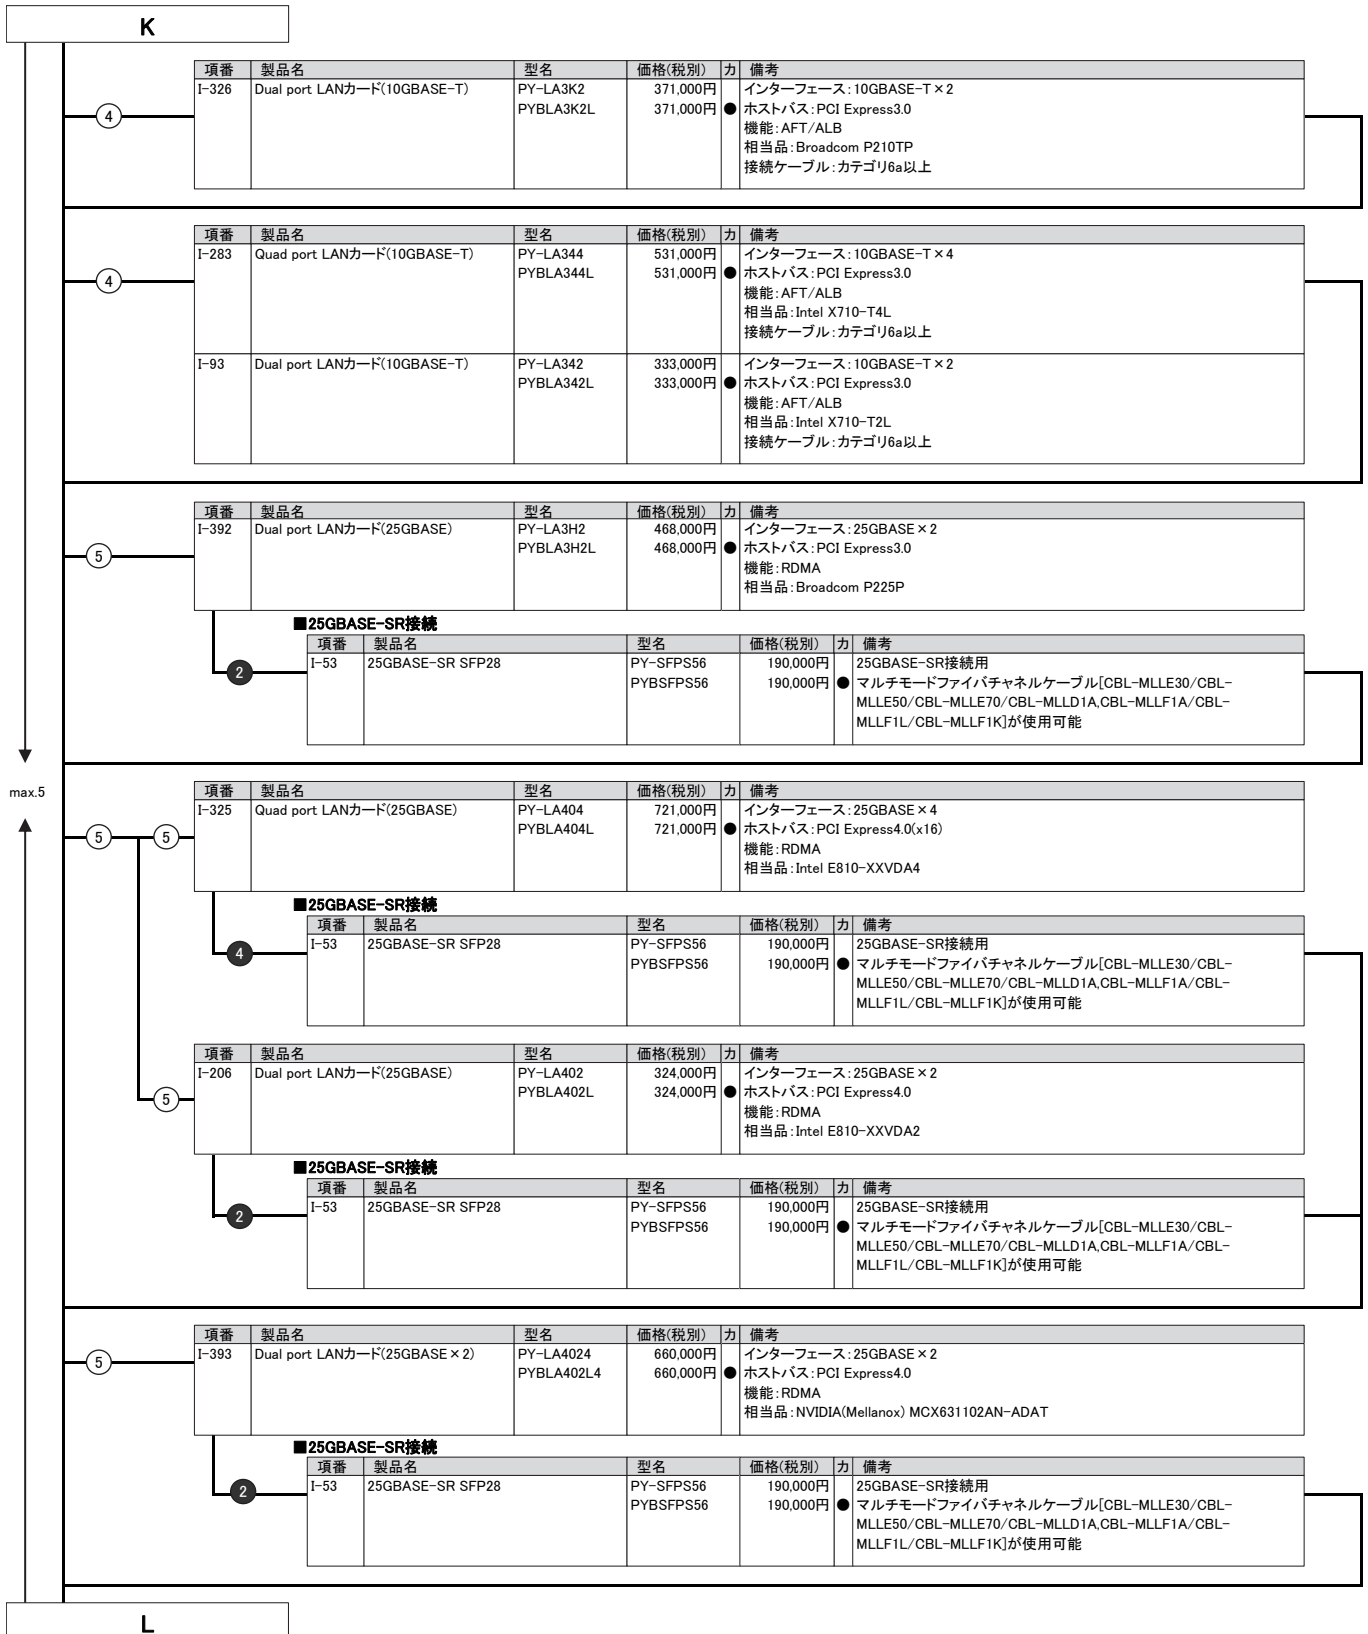 K
項番 製品名 型名 価格(税別) カ 備考
I-326 Dual port LANカード(10GBASE-T) PY-LA3K2 371,000円 インターフェース:10GBASE-T×2
PYBLA3K2L 371,000円 ● ホストバス:PCI Express3.0
機能:AFT/ALB
④
相当品:Broadcom P210TP
接続ケーブル:カテゴリ6a以上
項番 製品名 型名 価格(税別) カ 備考
I-283 Quad port LANカード(10GBASE-T) PY-LA344 531,000円 インターフェース:10GBASE-T×4
PYBLA344L 531,000円 ● ホストバス:PCI Express3.0
④
機能:AFT/ALB
相当品:Intel X710-T4L
接続ケーブル:カテゴリ6a以上
I-93 Dual port LANカード(10GBASE-T) PY-LA342 333,000円 インターフェース:10GBASE-T×2
PYBLA342L 333,000円 ● ホストバス:PCI Express3.0
機能:AFT/ALB
相当品:Intel X710-T2L
接続ケーブル:カテゴリ6a以上
項番 製品名 型名 価格(税別) カ 備考
I-392 Dual port LANカード(25GBASE) PY-LA3H2 468,000円 インターフェース:25GBASE×2
⑤ PYBLA3H2L 468,000円 ● ホストバス:PCI Express3.0
機能:RDMA
相当品:Broadcom P225P
■25GBASE-SR接続
項番 製品名 型名 価格(税別) カ 備考
❷ I-53 25GBASE-SR SFP28 PY-SFPS56 190,000円 25GBASE-SR接続用
PYBSFPS56 190,000円 ● マルチモードファイバチャネルケーブル[CBL-MLLE30/CBL-
MLLE50/CBL-MLLE70/CBL-MLLD1A,CBL-MLLF1A/CBL-
MLLF1L/CBL-MLLF1K]が使用可能
max.5
項番 製品名 型名 価格(税別) カ 備考
I-325 Quad port LANカード(25GBASE) PY-LA404 721,000円 インターフェース:25GBASE×4
⑤ ⑤ PYBLA404L 721,000円 ● ホストバス:PCI Express4.0(x16)
機能:RDMA
相当品:Intel E810-XXVDA4
■25GBASE-SR接続
項番 製品名 型名 価格(税別) カ 備考
❹ I-53 25GBASE-SR SFP28 PY-SFPS56 190,000円 25GBASE-SR接続用
PYBSFPS56 190,000円 ● マルチモードファイバチャネルケーブル[CBL-MLLE30/CBL-
MLLE50/CBL-MLLE70/CBL-MLLD1A,CBL-MLLF1A/CBL-
MLLF1L/CBL-MLLF1K]が使用可能
項番 製品名 型名 価格(税別) カ 備考
I-206 Dual port LANカード(25GBASE) PY-LA402 324,000円 インターフェース:25GBASE×2
⑤ PYBLA402L 324,000円 ● ホストバス:PCI Express4.0
機能:RDMA
相当品:Intel E810-XXVDA2
■25GBASE-SR接続
項番 製品名 型名 価格(税別) カ 備考
❷ I-53 25GBASE-SR SFP28 PY-SFPS56 190,000円 25GBASE-SR接続用
PYBSFPS56 190,000円 ● マルチモードファイバチャネルケーブル[CBL-MLLE30/CBL-
MLLE50/CBL-MLLE70/CBL-MLLD1A,CBL-MLLF1A/CBL-
MLLF1L/CBL-MLLF1K]が使用可能
項番 製品名 型名 価格(税別) カ 備考
⑤ I-393 Dual port LANカード(25GBASE×2) PY-LA4024 660,000円 インターフェース:25GBASE×2
PYBLA402L4 660,000円 ● ホストバス:PCI Express4.0
機能:RDMA
相当品:NVIDIA(Mellanox) MCX631102AN-ADAT
■25GBASE-SR接続
項番 製品名 型名 価格(税別) カ 備考
❷ I-53 25GBASE-SR SFP28 PY-SFPS56 190,000円 25GBASE-SR接続用
PYBSFPS56 190,000円 ● マルチモードファイバチャネルケーブル[CBL-MLLE30/CBL-
MLLE50/CBL-MLLE70/CBL-MLLD1A,CBL-MLLF1A/CBL-
MLLF1L/CBL-MLLF1K]が使用可能
L